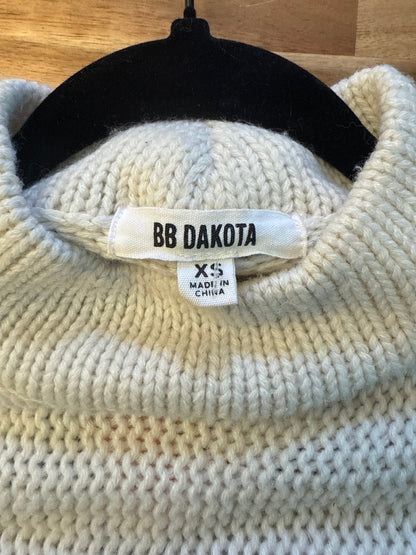 BB DAKOTA
XS
MADE IN
CHINA